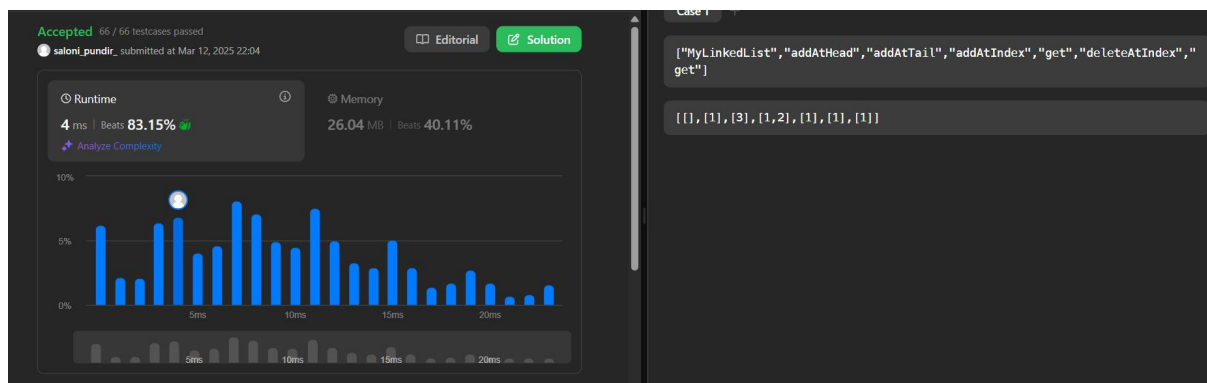 Accepted 66 / 66 testcases passed
saloni_pundir_ submitted at Mar 12, 2025 22:04
Editorial
Solution
Runtime
4 ms | Beats 83.15%
Analyze Complexity
Memory
26.04 MB | Beats 40.11%
10%
5%
0%
5ms 10ms 15ms 20ms
5ms 10ms 15ms 20ms
Case 1 +
["MyLinkedList","addAtHead","addAtTail","addAtIndex","get","deleteAtIndex","
get"]
[[],[1],[3],[1,2],[1],[1],[1]]